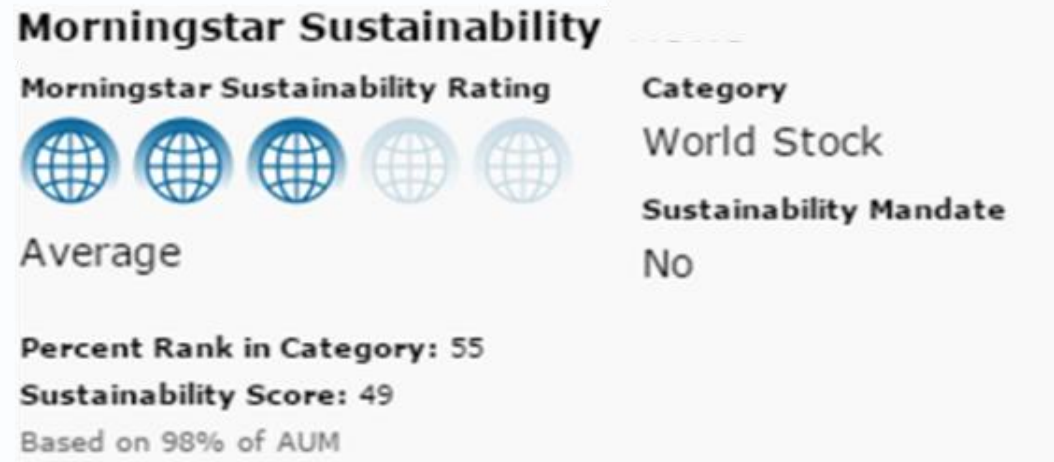 Morningstar Sustainability
Morningstar Sustainability Rating
Average
Percent Rank in Category: 55
Sustainability Score: 49
Based on 98% of AUM
Category
World Stock
Sustainability Mandate
No